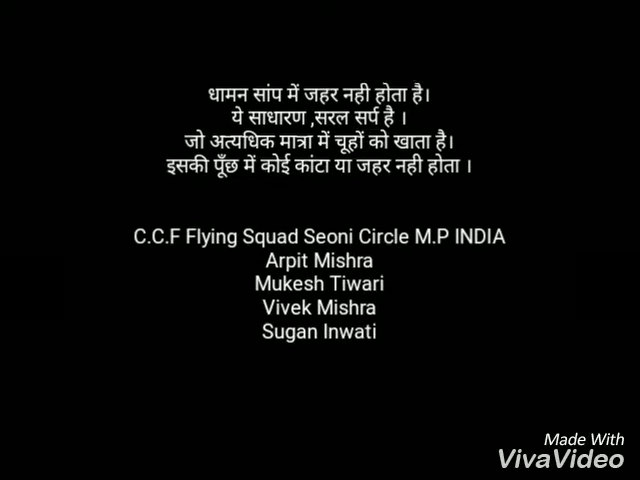 धामन सांप में जहर नही होता है।
ये साधारण ,सरल सर्प है ।
जो अत्यधिक मात्रा में चूहों को खाता है।
इसकी पूँछ में कोई कांटा या जहर नही होता ।
C.C.F Flying Squad Seoni Circle M.P INDIA
Arpit Mishra
Mukesh Tiwari
Vivek Mishra
Sugan Inwati
Made With
VivaVideo